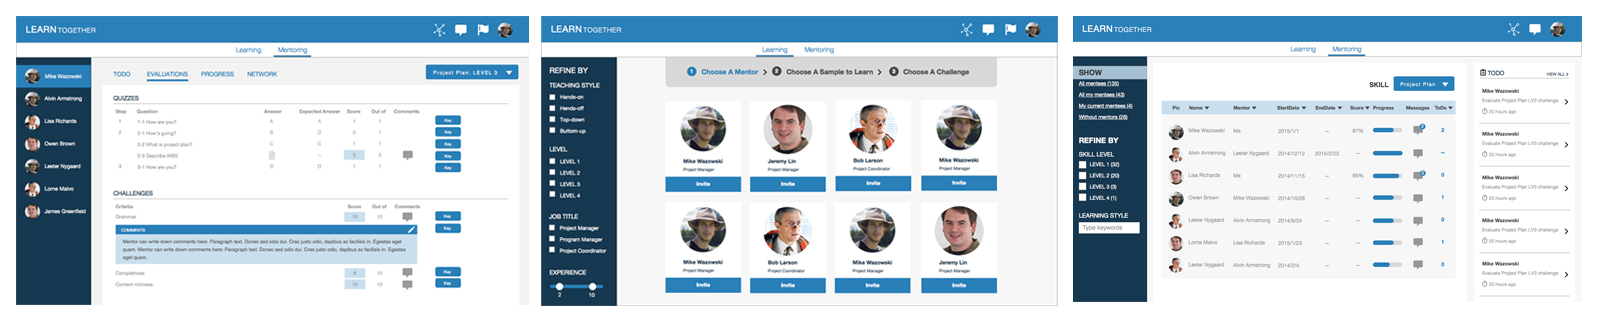 LEARN TOGETHER
Learning Mentoring
Mike Wazowski
Alvin Armstrong
Lisa Richards
Owen Brown
Lester Nygaard
Lorne Malvo
James Greenfield
TODO EVALUATIONS PROGRESS NETWORK Project Plan: LEVEL 3
QUIZZES
Step Question Answer Expected Answer Score Out of Comments
1 1-1 How are you? A A 1 1 Key
2 2-1 How's going? B D 0 1 Key
2-2 What is project plan? C C 1 1 Key
2-3 Describe WBS — 3 5 Key
3 3-1 How are you? D D 1 1 Key
CHALLENGES
Criteria Score Out of Comments
Grammar 10 10 Key
COMMENTS Key
Mentor can write down comments here: Paragraph text. Donec sed odio dui. Cras justo odio, dapibus ac facilisis in. Egestas eget
quam. Mentor can write down comments here: Paragraph text. Donec sed odio dui. Cras justo odio, dapibus ac facilisis in. Egestas
eget quam.
Completness 10 Key
Content richness 10 10 Key
LEARN TOGETHER
Learning Mentoring
REFINE BY
TEACHING STYLE
Hands-on
Hands-off
Top-down
Buttom-up
LEVEL
LEVEL 1
LEVEL 2
LEVEL 3
LEVEL 4
JOB TITLE
Project Manager
Program Manager
Project Coordinator
EXPERIENCE
2 10
1 Choose A Mentor 2 Choose A Sample to Learn 3 Choose A Challenge
Mike Wazowski Jeremy Lin Bob Larson Mike Wazowski
Project Manager Project Manager Project Coordinator Project Manager
Invite Invite Invite Invite
Mike Wazowski Bob Larson Mike Wazowski Jeremy Lin
Project Manager Project Coordinator Project Manager Project Manager
Invite Invite Invite Invite
LEARN TOGETHER
Learning Mentoring
SHOW
All mentees (135)
All my mentees (43)
My current mentees (4)
Without mentors (28)
REFINE BY
SKILL LEVEL
LEVEL 1 (32)
LEVEL 2 (20)
LEVEL 3 (3)
LEVEL 4 (1)
LEARNING STYLE
Type keywords
SKILL Project Plan
Pic Name Mentor StartDate EndDate Score Progress Messages ToDo
Mike Wazowski Me 2015/1/1 — 87% 2 2
Alvin Armstrong Lester Nygaard 2014/12/12 2015/2/23 — —
Lisa Richards Me 2014/11/15 — 95% 2 0
Owen Brown Me 2014/10/28 — — 1
Lester Nygaard Alvin Armstrong 2014/9/24 — — 0
Lorne Malvo Lisa Richards 2015/1/23 — — 1
Lester Nygaard Alvin Armstrong 2014/2/4 — — 0
TODO VIEW ALL
Mike Wazowski
Evaluate Project Plan LV3 challenge
20 hours ago
Mike Wazowski
Evaluate Project Plan LV3 challenge
20 hours ago
Mike Wazowski
Evaluate Project Plan LV3 challenge
20 hours ago
Mike Wazowski
Evaluate Project Plan LV3 challenge
20 hours ago
Mike Wazowski
Evaluate Project Plan LV3 challenge
20 hours ago